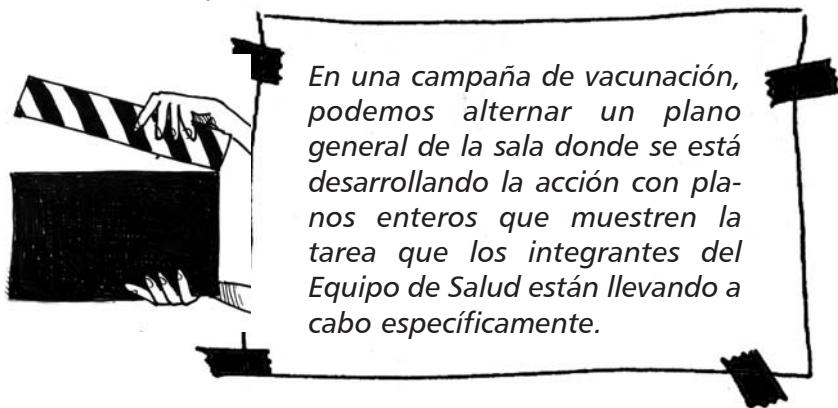 En una campaña de vacunación,
podemos alternar un plano
general de la sala donde se está
desarrollando la acción con pla-
nos enteros que muestren la
tarea que los integrantes del
Equipo de Salud están llevando a
cabo específicamente.